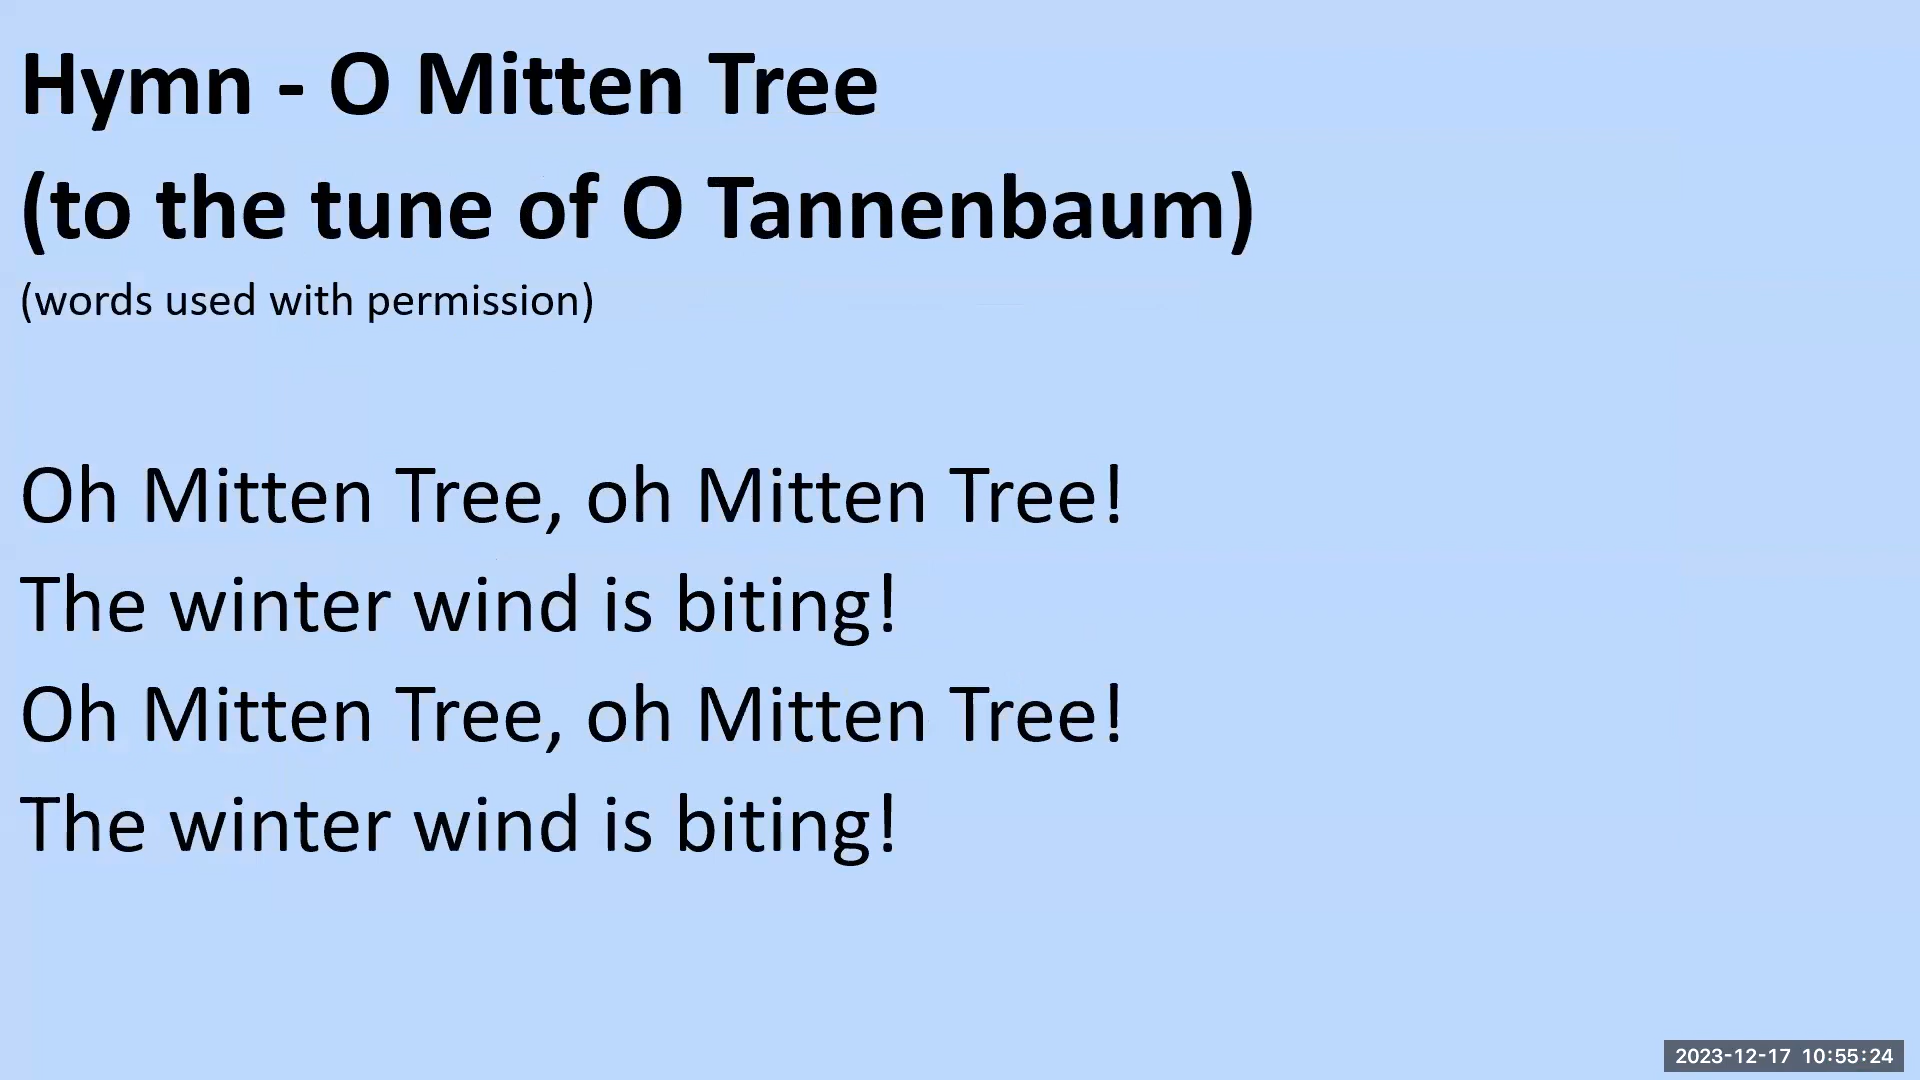 Hymn - O Mitten Tree
(to the tune of O Tannenbaum)
(words used with permission)
Oh Mitten Tree, oh Mitten Tree!
The winter wind is biting!
Oh Mitten Tree, oh Mitten Tree!
The winter wind is biting!
2023-12-17 10:55:24